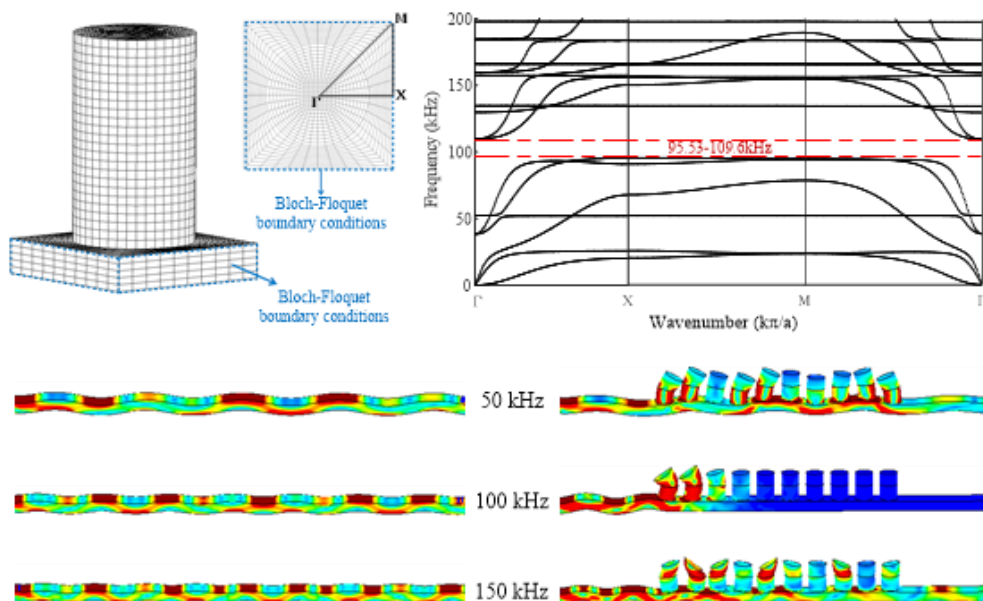 M
Γ
X
Bloch-Floquet
boundary conditions
Bloch-Floquet
boundary conditions
200
150
100
50
0
Frequency (kHz)
95.53-109.6kHz
Γ
X
M
Γ
Wavenumber (kπ/a)
50 kHz
100 kHz
150 kHz